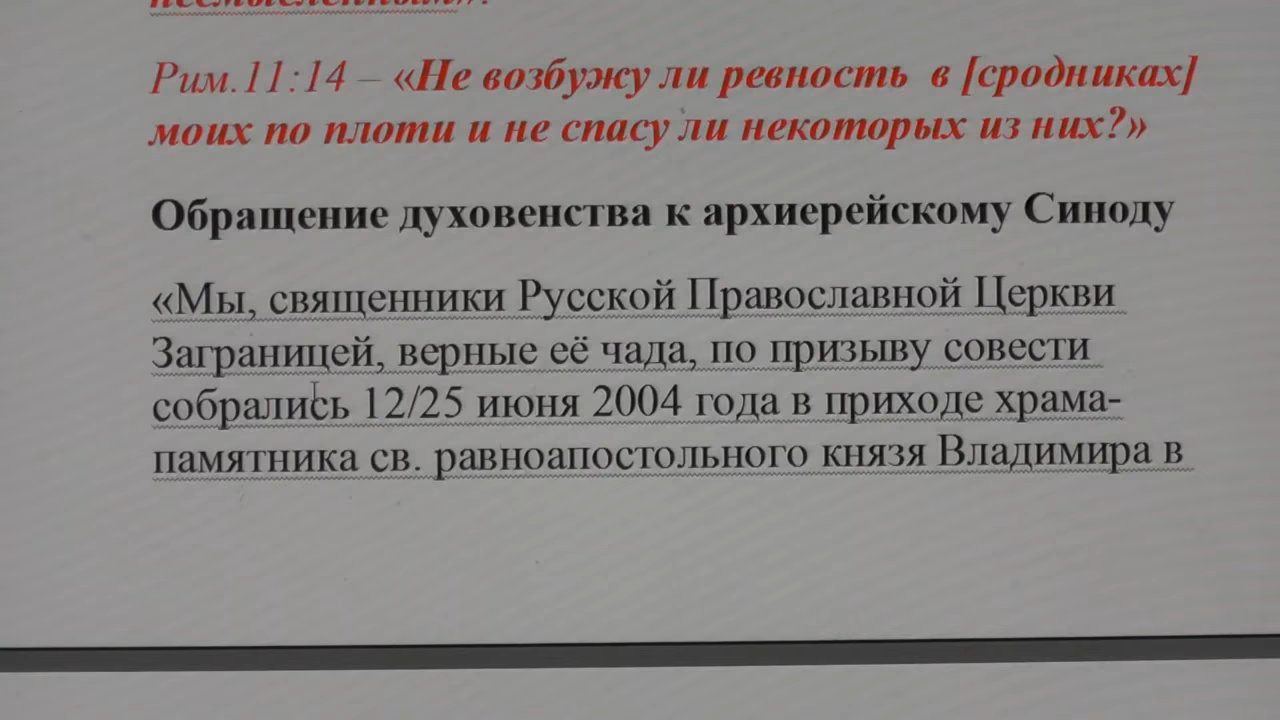 Рим.11:14 – «Не возбужу ли ревность в [сродниках]
моих по плоти и не спасу ли некоторых из них?»
Обращение духовенства к архиерейскому Синоду
«Мы, священники Русской Православной Церкви
Заграницей, верные её чада, по призыву совести
собрались 12/25 июня 2004 года в приходе храма-
памятника св. равноапостольного князя Владимира в